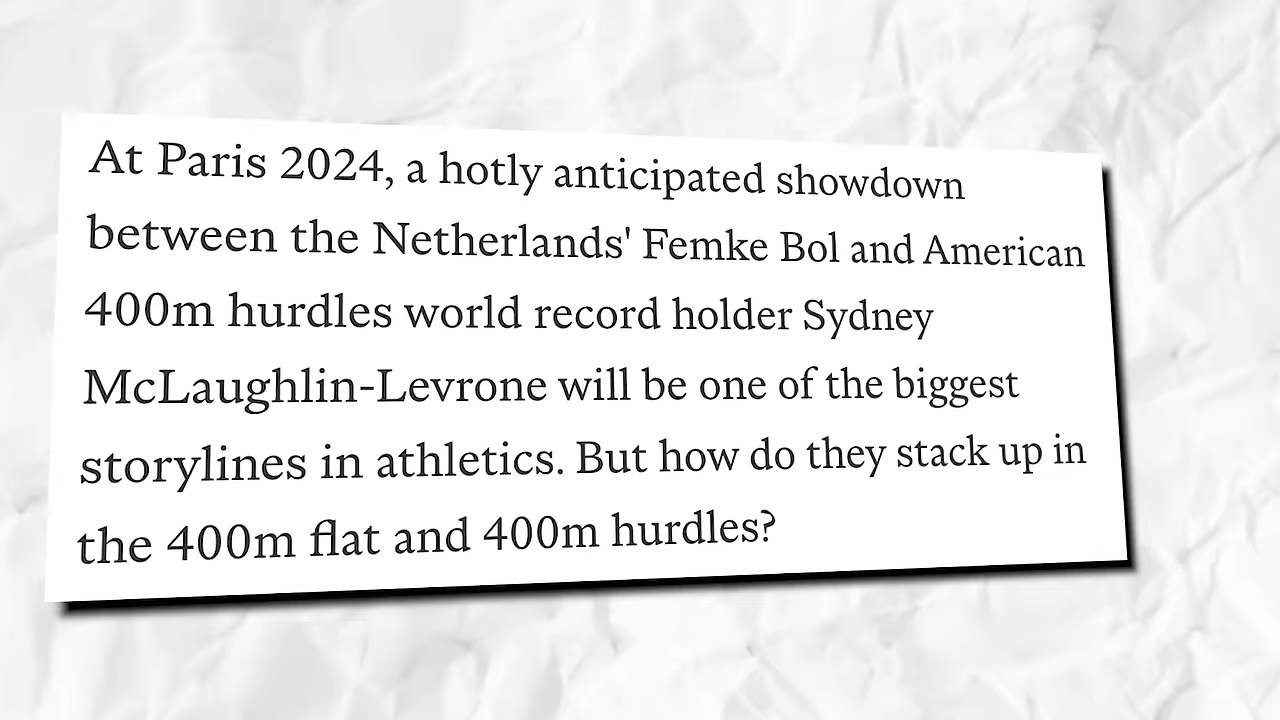 At Paris 2024, a hotly anticipated showdown
between the Netherlands' Femke Bol and American
400m hurdles world record holder Sydney
McLaughlin-Levrone will be one of the biggest
storylines in athletics. But how do they stack up in
the 400m flat and 400m hurdles?